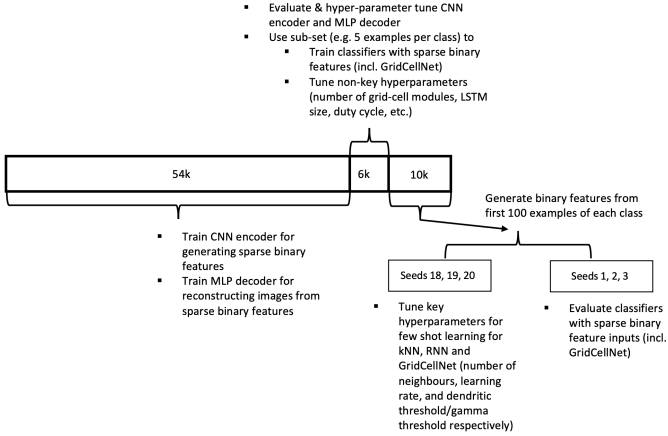 ▪ Evaluate & hyper-parameter tune CNN
encoder and MLP decoder
▪ Use sub-set (e.g. 5 examples per class) to
▪ Train classifiers with sparse binary
features (incl. GridCellNet)
▪ Tune non-key hyperparameters
(number of grid-cell modules, LSTM
size, duty cycle, etc.)
54k
6k
10k
▪ Train CNN encoder for
generating sparse binary
features
▪ Train MLP decoder for
reconstructing images from
sparse binary features
Generate binary features from
first 100 examples of each class
Seeds 18, 19, 20
▪ Tune key
hyperparameters for
few shot learning for
kNN, RNN and
GridCellNet (number of
neighbours, learning
rate, and dendritic
threshold/gamma
threshold respectively)
Seeds 1, 2, 3
▪ Evaluate classifiers
with sparse binary
feature inputs (incl.
GridCellNet)